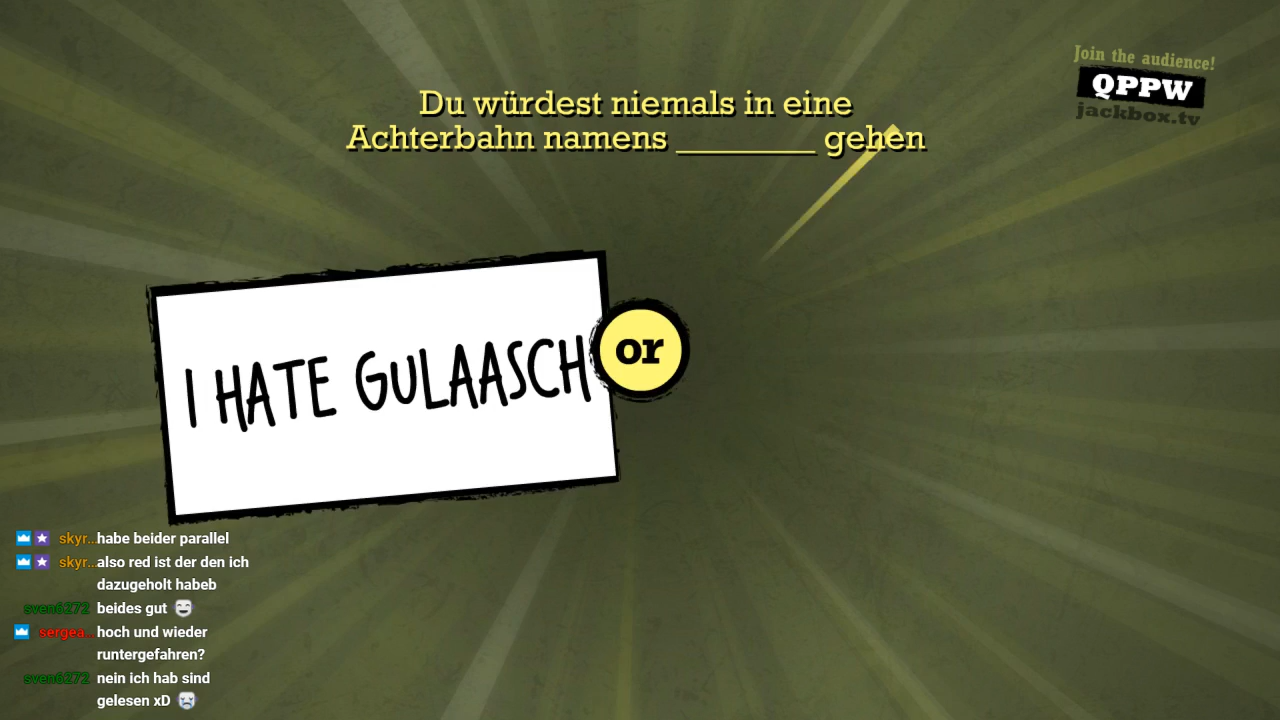 Join the audience!
QPPW
jackbox.tv
Du würdest niemals in eine
Achterbahn namens ________ gehen
I HATE GULAASCH
or
skyr...habe beider parallel
skyr...also red ist der den ich
dazugeholt habeb
sven6272 beides gut
sergea...hoch und wieder
runtergefahren?
sven6272 nein ich hab sind
gelesen xD